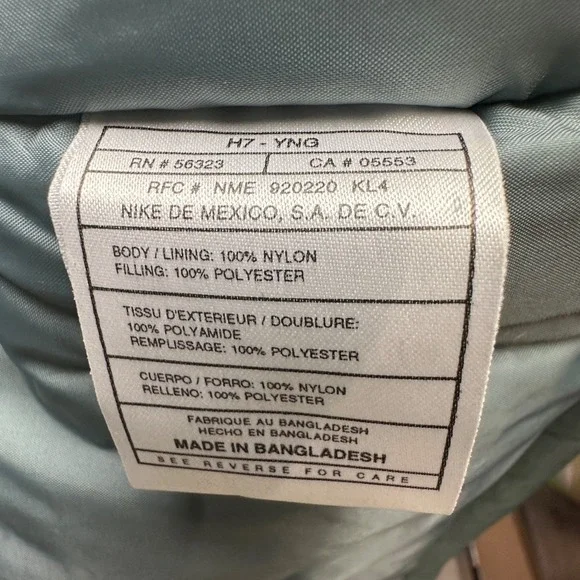 H7 - YNG
RN # 56323 CA # 05553
RFC # NME 920220 KL4
NIKE DE MEXICO, S.A. DE C.V.
BODY / LINING: 100% NYLON
FILLING: 100% POLYESTER
TISSU D'EXTERIEUR / DOUBLURE:
100% POLYAMIDE
REMPLISSAGE: 100% POLYESTER
CUERPO / FORRO: 100% NYLON
RELLENO: 100% POLYESTER
FABRIQUE AU BANGLADESH
HECHO EN BANGLADESH
MADE IN BANGLADESH
SEE REVERSE FOR CARE